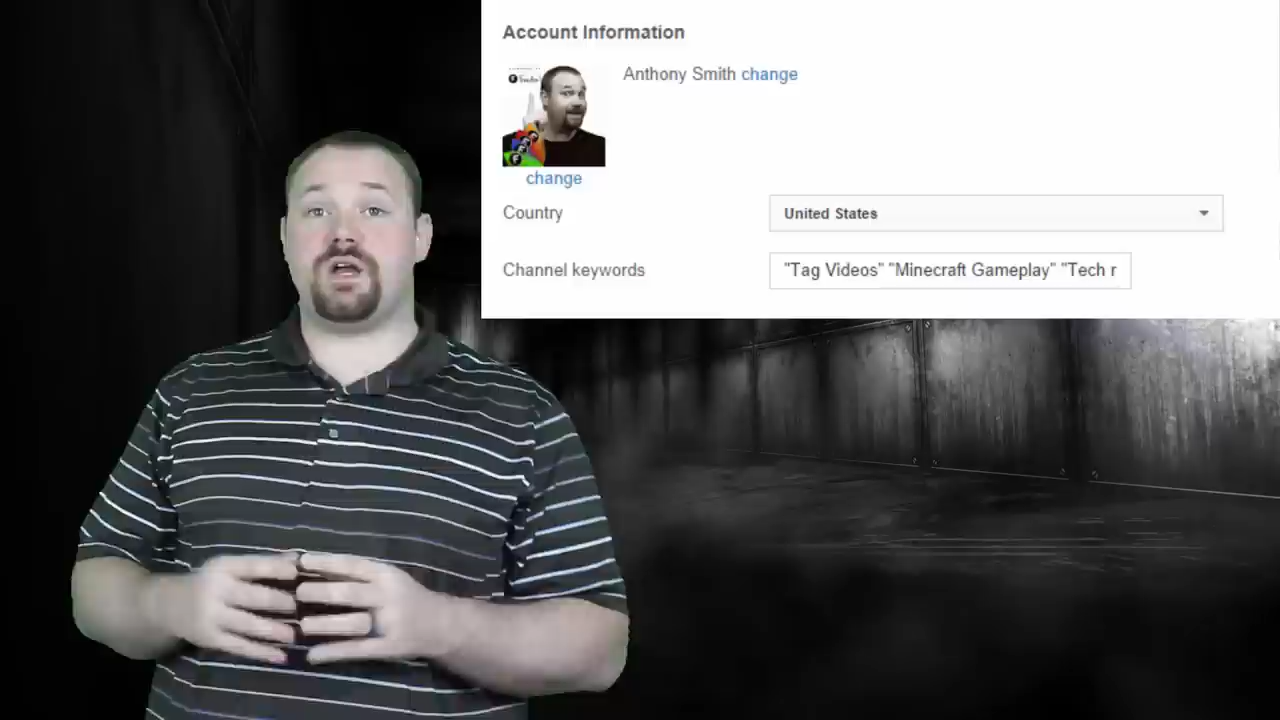 Account Information
Anthony Smith change
change
Country
United States
Channel keywords
"Tag Videos" "Minecraft Gameplay" "Tech r